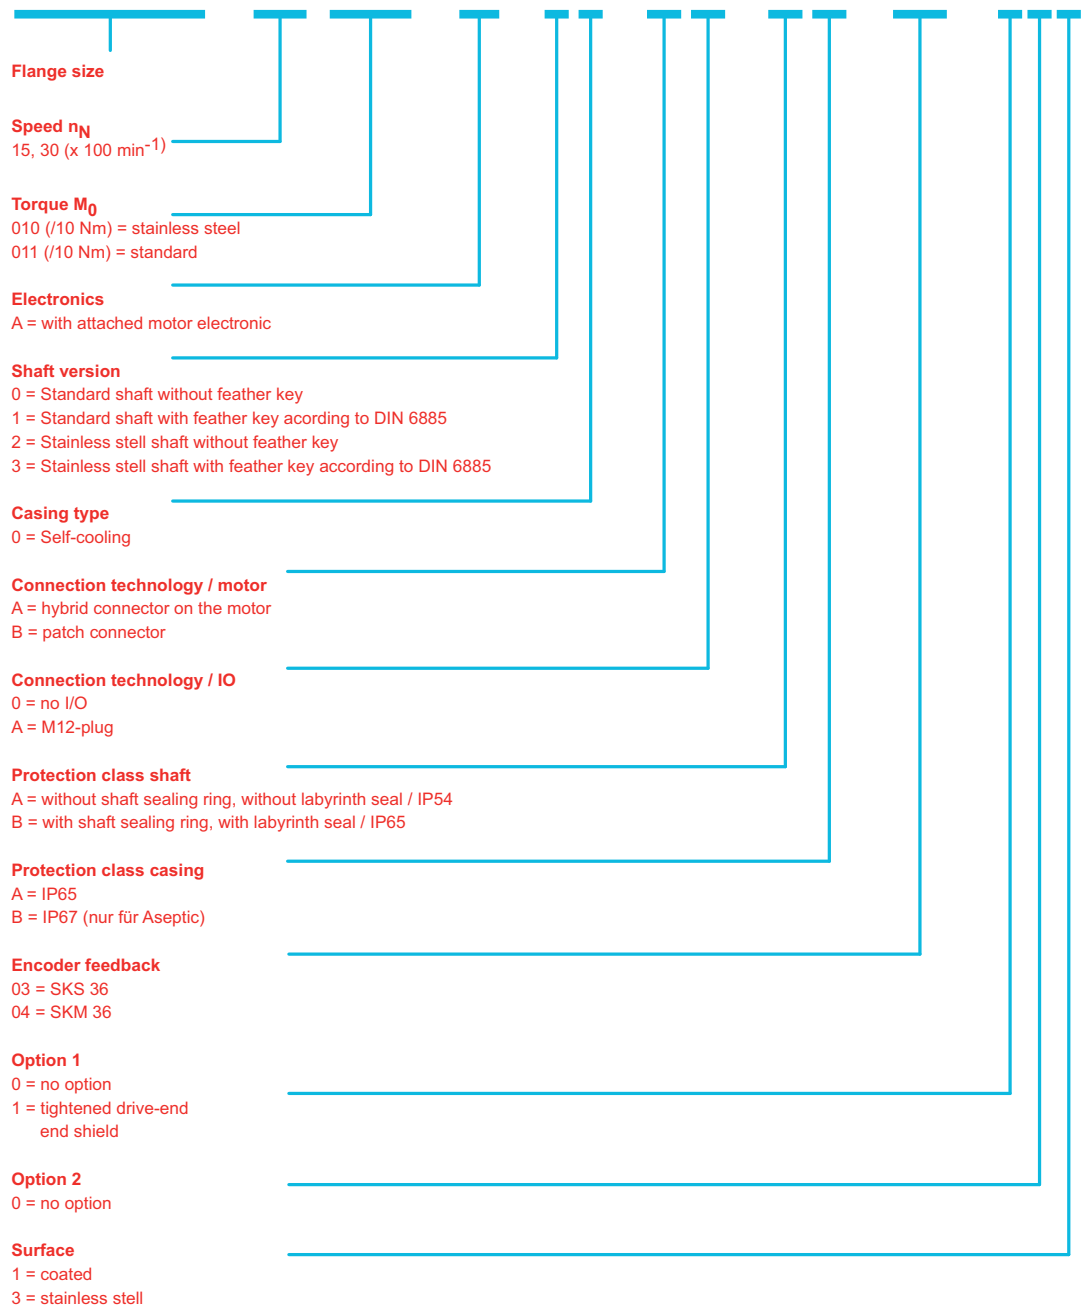 Flange size
Speed nN
15, 30 (x 100 min-1)
Torque M0
010 (/10 Nm) = stainless steel
011 (/10 Nm) = standard
Electronics
A = with attached motor electronic
Shaft version
0 = Standard shaft without feather key
1 = Standard shaft with feather key acording to DIN 6885
2 = Stainless stell shaft without feather key
3 = Stainless stell shaft with feather key according to DIN 6885
Casing type
0 = Self-cooling
Connection technology / motor
A = hybrid connector on the motor
B = patch connector
Connection technology / IO
0 = no I/O
A = M12-plug
Protection class shaft
A = without shaft sealing ring, without labyrinth seal / IP54
B = with shaft sealing ring, with labyrinth seal / IP65
Protection class casing
A = IP65
B = IP67 (nur für Aseptic)
Encoder feedback
03 = SKS 36
04 = SKM 36
Option 1
0 = no option
1 = tightened drive-end
end shield
Option 2
0 = no option
Surface
1 = coated
3 = stainless stell